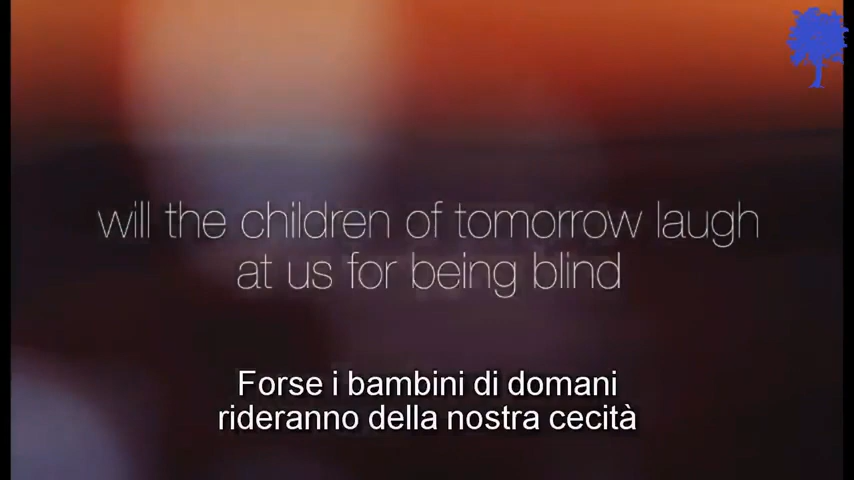 will the children of tomorrow laugh
at us for being blind
Forse i bambini di domani
rideranno della nostra cecità